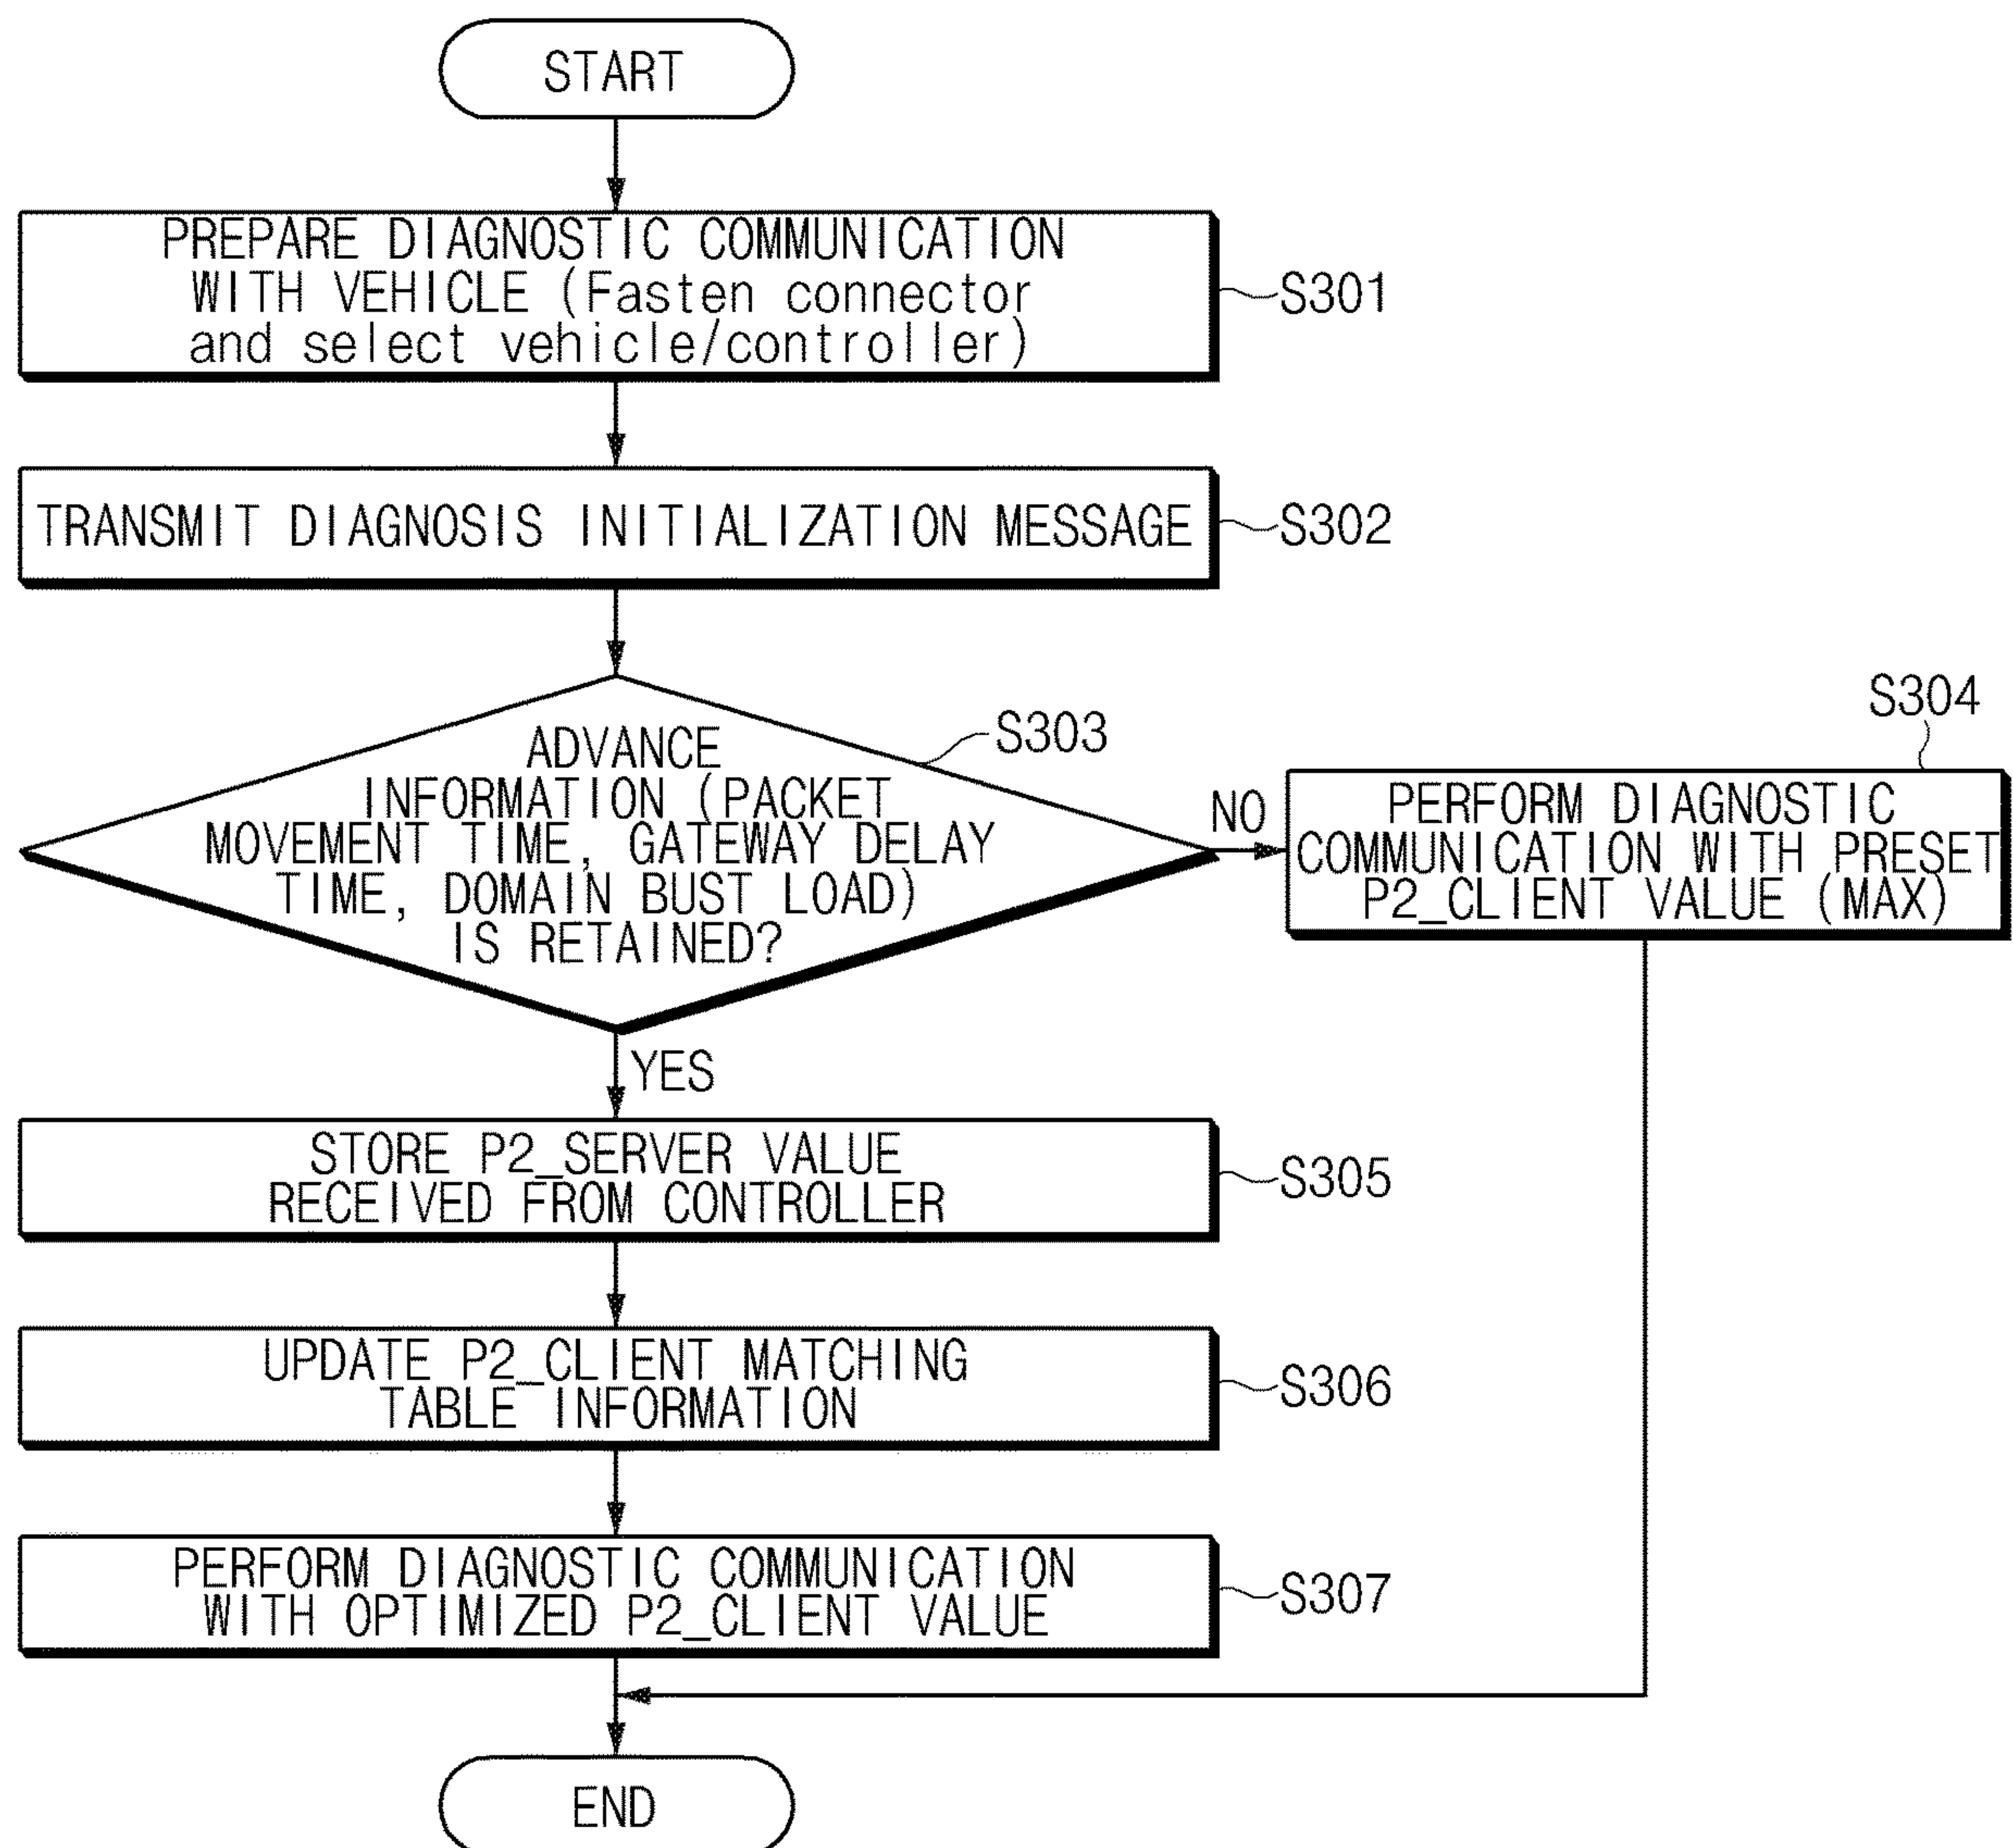 START
PREPARE DIAGNOSTIC COMMUNICATION
WITH VEHICLE (Fasten connector
and select vehicle/controller)
S301
TRANSMIT DIAGNOSIS INITIALIZATION MESSAGE
S302
ADVANCE
INFORMATION (PACKET
MOVEMENT TIME, GATEWAY DELAY
TIME, DOMAIN BUST LOAD)
IS RETAINED?
S303
NO
S304
PERFORM DIAGNOSTIC
COMMUNICATION WITH PRESET
P2_CLIENT VALUE (MAX)
YES
STORE P2_SERVER VALUE
RECEIVED FROM CONTROLLER
S305
UPDATE P2_CLIENT MATCHING
TABLE INFORMATION
S306
PERFORM DIAGNOSTIC COMMUNICATION
WITH OPTIMIZED P2_CLIENT VALUE
S307
END